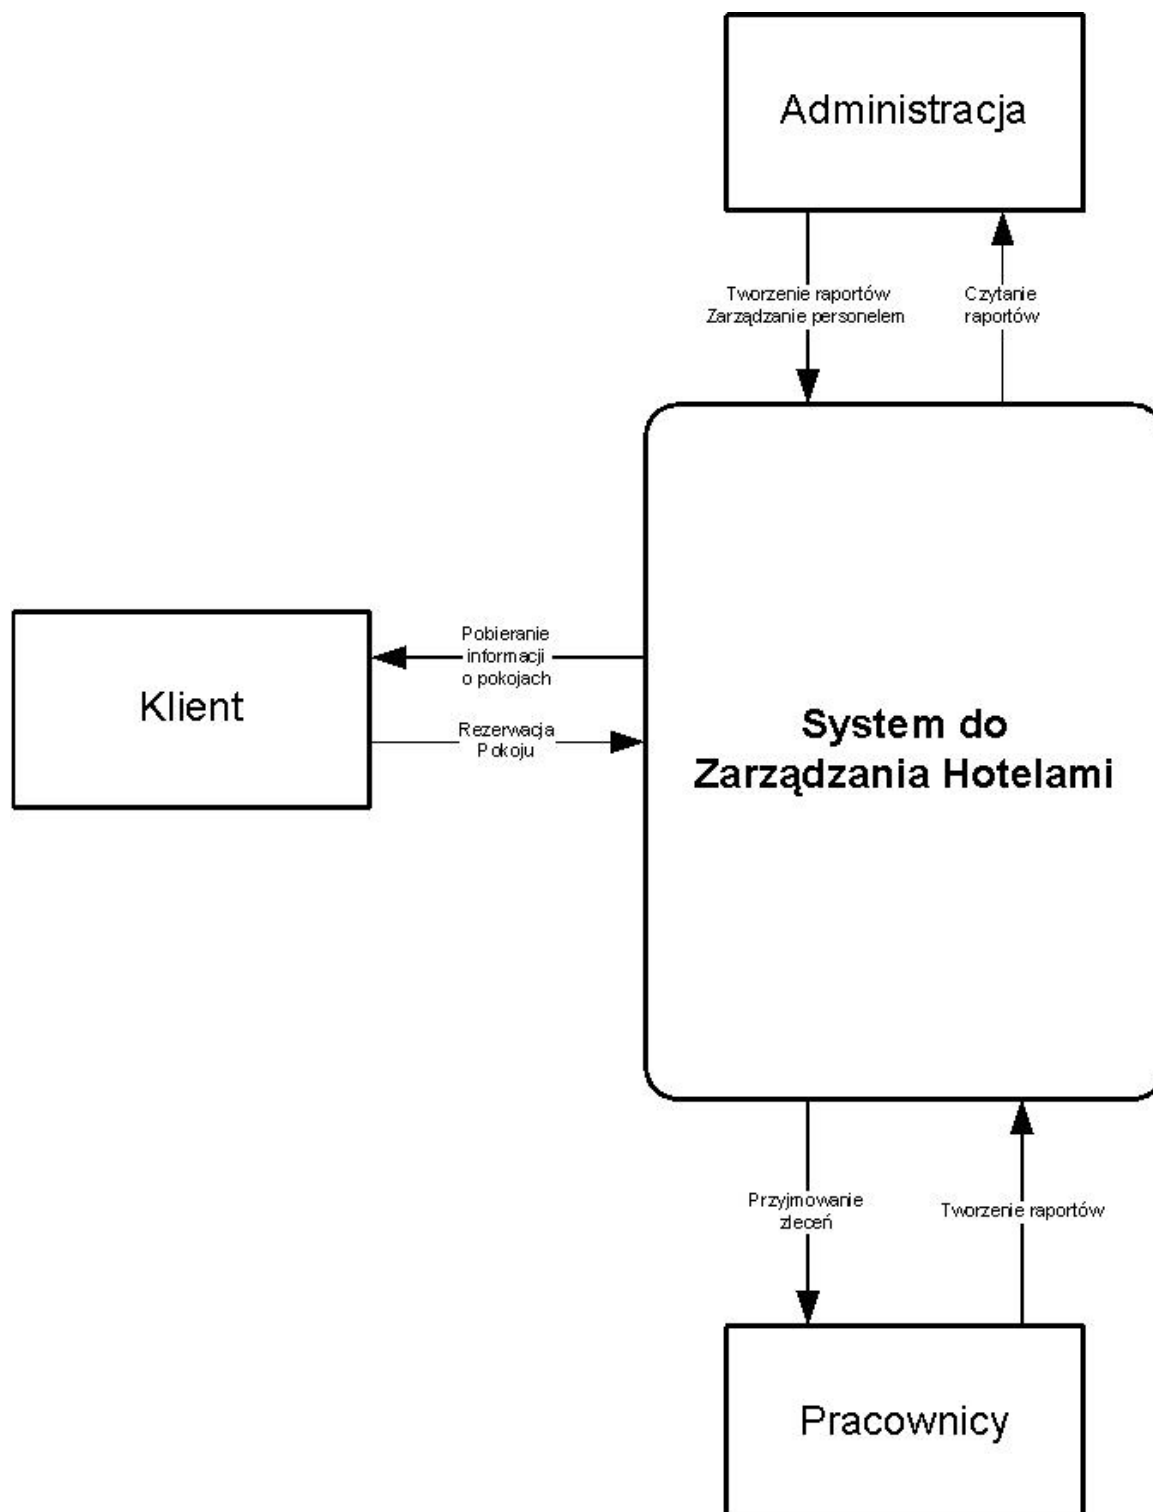 Administracja
Tworzenie raportów
Zarządzanie personelem
Czytanie
raportów
Pobieranie
informacji
o pokojach
Klient
Rezerwacja
Pokoju
System do
Zarządzania Hotelami
Przyjmowanie
zleceń
Tworzenie raportów
Pracownicy